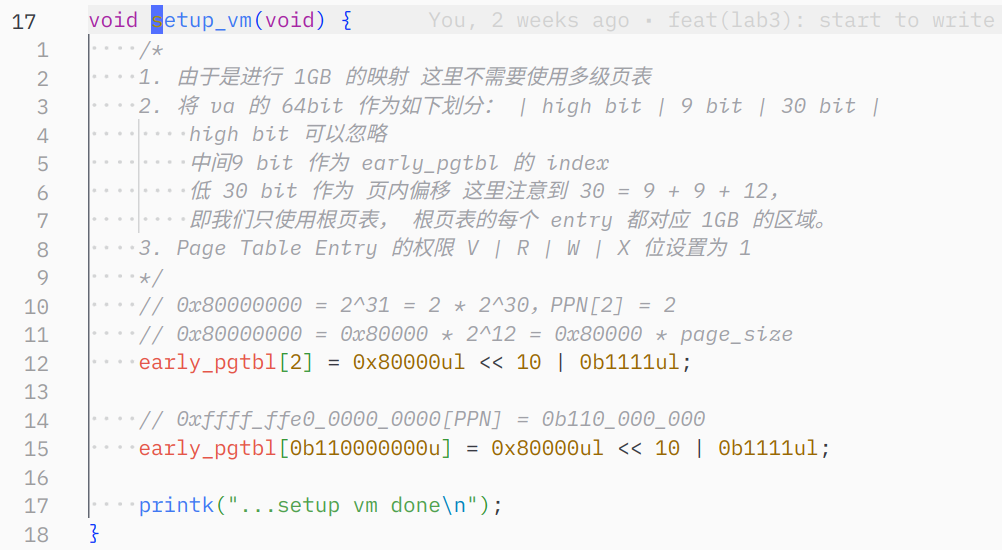 17 void setup_vm(void) { You, 2 weeks ago • feat(lab3): start to write
1 /*
2 1. 由于是进行 1GB 的映射 这里不需要使用多级页表
3 2. 将 va 的 64bit 作为如下划分: | high bit | 9 bit | 30 bit |
4 high bit 可以忽略
5 中间9 bit 作为 early_pgtbl 的 index
6 低 30 bit 作为 页内偏移 这里注意到 30 = 9 + 9 + 12,
7 即我们只使用根页表, 根页表的每个 entry 都对应 1GB 的区域。
8 3. Page Table Entry 的权限 V | R | W | X 位设置为 1
9 */
10 // 0x80000000 = 2^31 = 2 * 2^30, PPN[2] = 2
11 // 0x80000000 = 0x80000 * 2^12 = 0x80000 * page_size
12 early_pgtbl[2] = 0x80000ul << 10 | 0b1111ul;
13
14 // 0xffff_ffe0_0000_0000[PPN] = 0b110_000_000
15 early_pgtbl[0b110000000u] = 0x80000ul << 10 | 0b1111ul;
16
17 printk("...setup vm done\n");
18 }